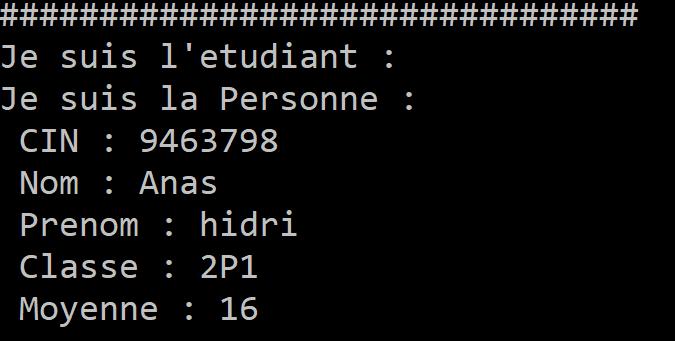 ################################
Je suis l'etudiant :
Je suis la Personne :
CIN : 9463798
Nom : Anas
Prenom : hidri
Classe : 2P1
Moyenne : 16